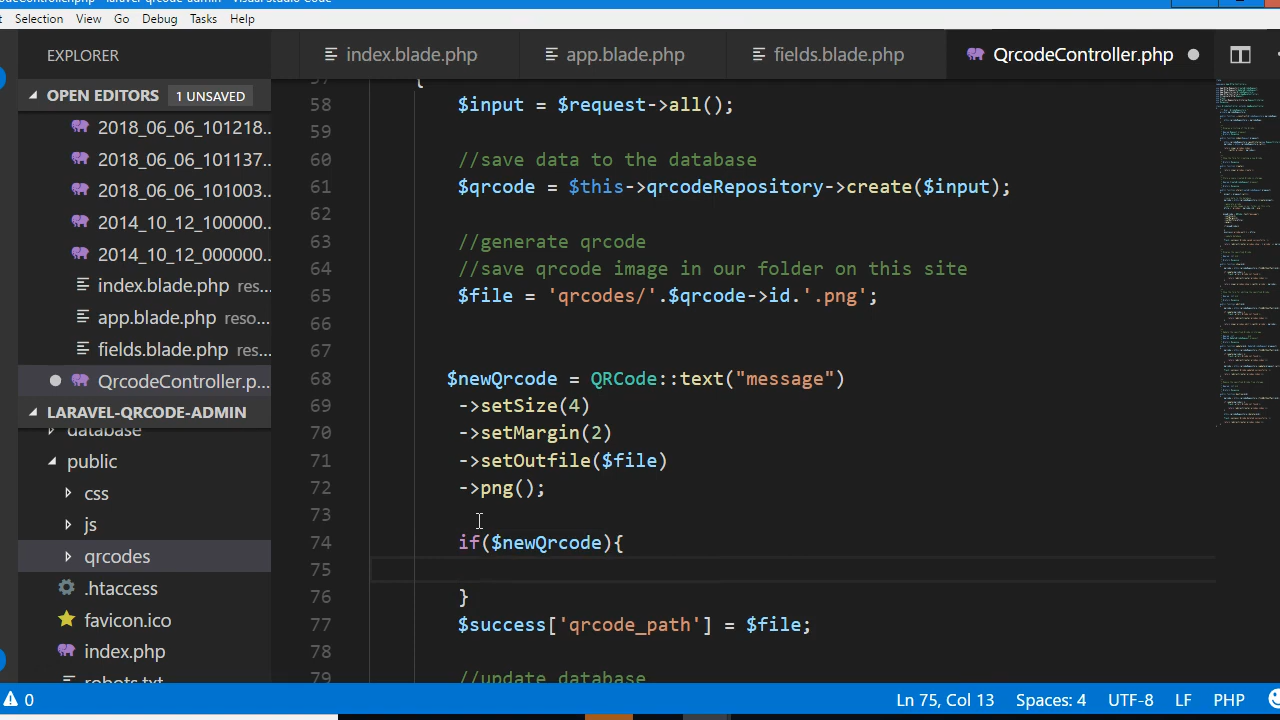 Selection View Go Debug Tasks Help
EXPLORER
index.blade.php
app.blade.php
fields.blade.php
QrcodeController.php
OPEN EDITORS 1 UNSAVED
2018_06_06_101218...
2018_06_06_101137...
2018_06_06_101003...
2014_10_12_100000...
2014_10_12_000000...
index.blade.php res...
app.blade.php reso...
fields.blade.php res...
QrcodeController.p...
LARAVEL-QRCODE-ADMIN
database
public
css
js
qrcodes
.htaccess
favicon.ico
index.php
robots.txt
57 {
58 $input = $request->all();
59
60 //save data to the database
61 $qrcode = $this->qrcodeRepository->create($input);
62
63 //generate qrcode
64 //save qrcode image in our folder on this site
65 $file = 'qrcodes/'.$qrcode->id.'.png';
66
67
68 $newQrcode = QRCode::text("message")
69 ->setSize(4)
70 ->setMargin(2)
71 ->setOutfile($file)
72 ->png();
73
74 if($newQrcode){
75
76 }
77 $success['qrcode_path'] = $file;
78
79 //update database
0
Ln 75, Col 13 Spaces: 4 UTF-8 LF PHP